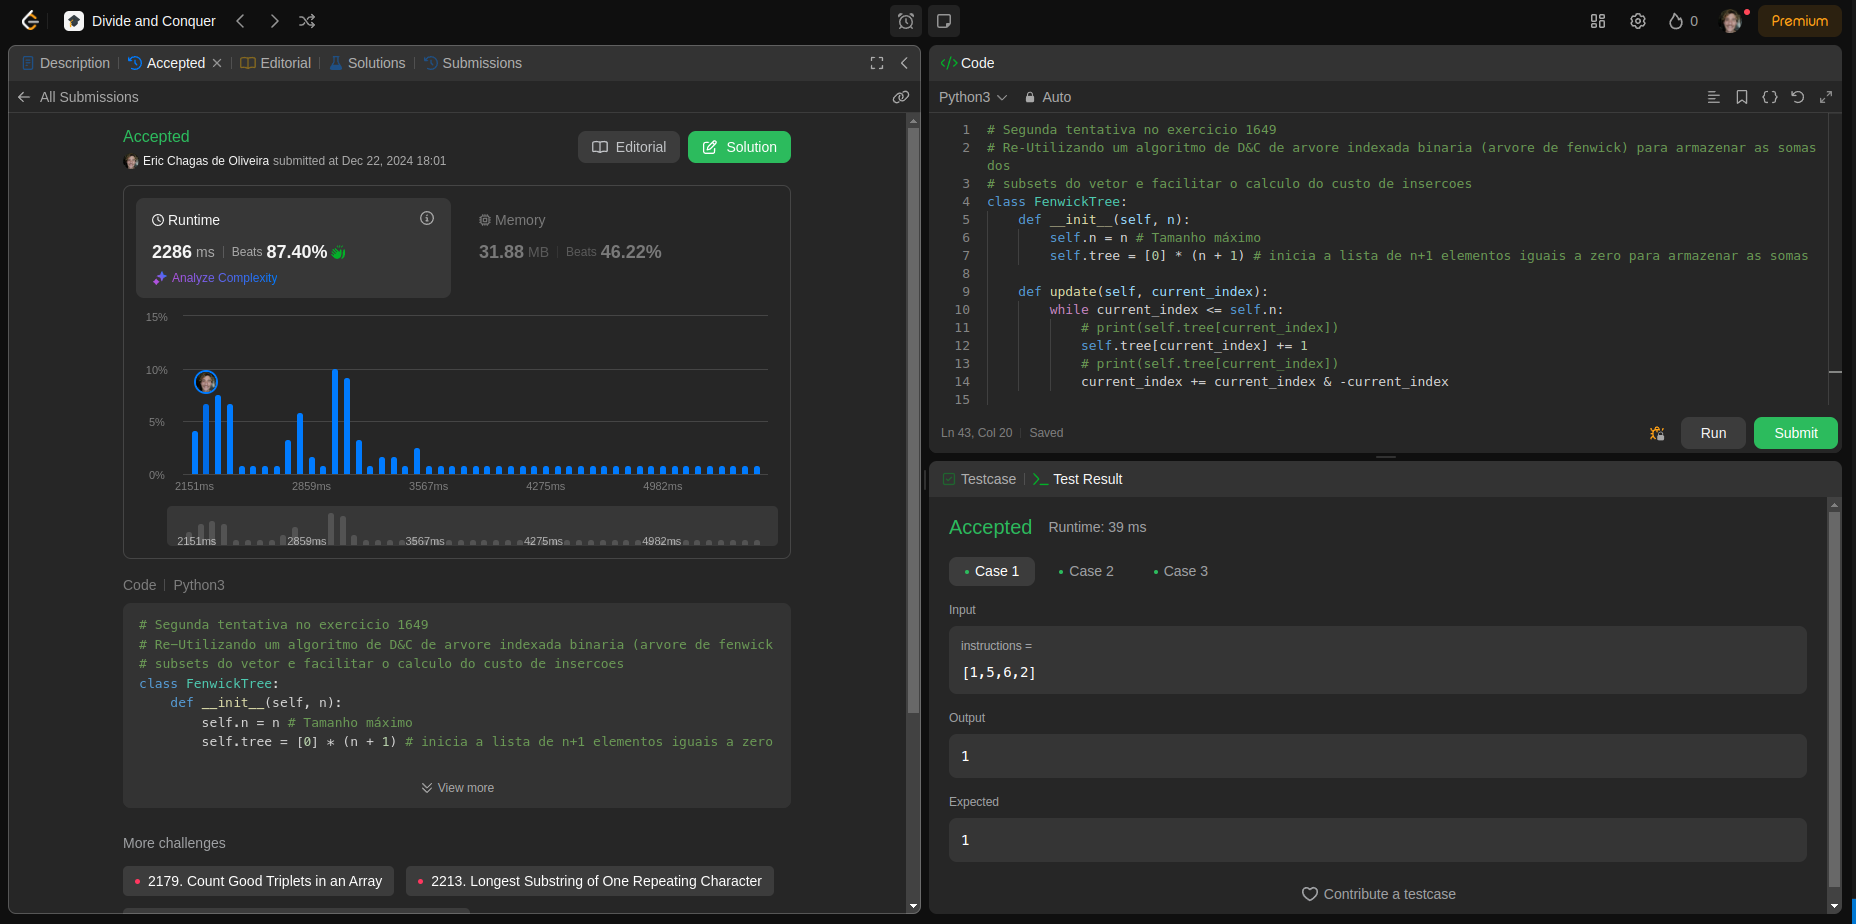 Divide and Conquer
0
Premium
Description
Accepted
Editorial
Solutions
Submissions
All Submissions
Accepted
Eric Chagas de Oliveira submitted at Dec 22, 2024 18:01
Editorial
Solution
Runtime
2286 ms | Beats 87.40%
Analyze Complexity
Memory
31.88 MB | Beats 46.22%
15%
10%
5%
0%
2151ms
2859ms
3567ms
4275ms
4982ms
2151ms
2859ms
3567ms
4275ms
4982ms
Code | Python3
# Segunda tentativa no exercicio 1649
# Re-Utilizando um algoritmo de D&C de arvore indexada binaria (arvore de fenwick
# subsets do vetor e facilitar o calculo do custo de insercoes
class FenwickTree:
    def __init__(self, n):
        self.n = n # Tamanho máximo
        self.tree = [0] * (n + 1) # inicia a lista de n+1 elementos iguais a zero
View more
More challenges
2179. Count Good Triplets in an Array
2213. Longest Substring of One Repeating Character
</> Code
Python3
Auto
1 # Segunda tentativa no exercicio 1649
2 # Re-Utilizando um algoritmo de D&C de arvore indexada binaria (arvore de fenwick) para armazenar as somas
dos
3 # subsets do vetor e facilitar o calculo do custo de insercoes
4 class FenwickTree:
5     def __init__(self, n):
6         self.n = n # Tamanho máximo
7         self.tree = [0] * (n + 1) # inicia a lista de n+1 elementos iguais a zero para armazenar as somas
8
9     def update(self, current_index):
10         while current_index <= self.n:
11             # print(self.tree[current_index])
12             self.tree[current_index] += 1
13             # print(self.tree[current_index])
14             current_index += current_index & -current_index
15
Ln 43, Col 20 | Saved
Run
Submit
Testcase
Test Result
Accepted
Runtime: 39 ms
Case 1
Case 2
Case 3
Input
instructions =
[1,5,6,2]
Output
1
Expected
1
Contribute a testcase